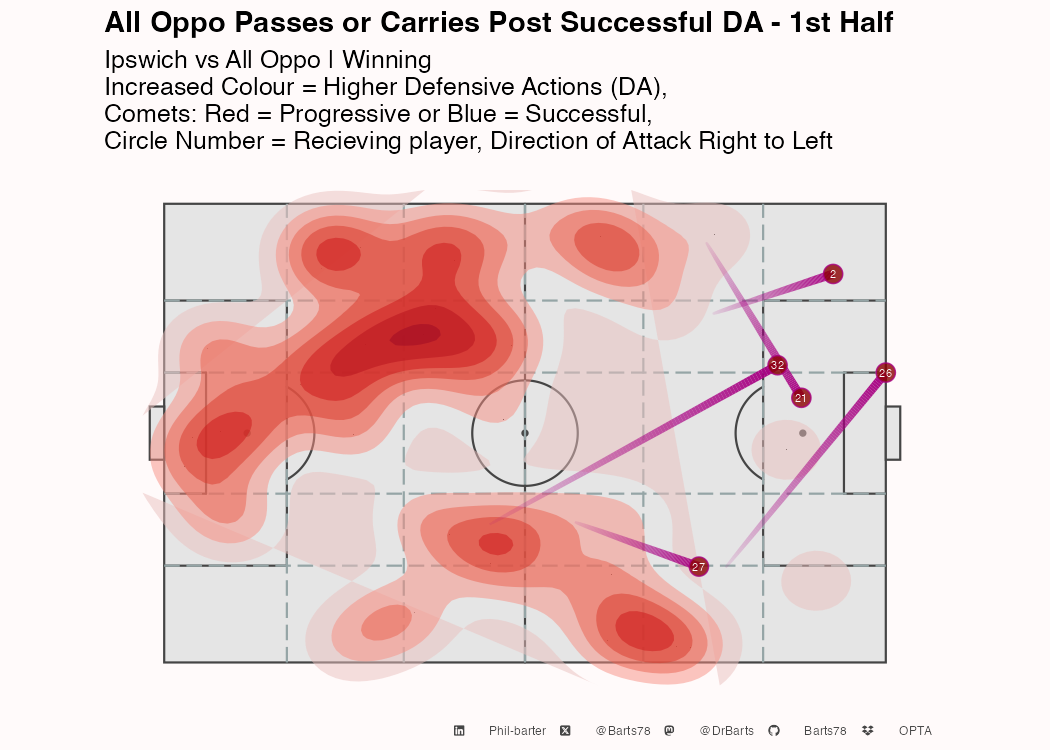 All Oppo Passes or Carries Post Successful DA - 1st Half
Ipswich vs All Oppo | Winning
Increased Colour = Higher Defensive Actions (DA),
Comets: Red = Progressive or Blue = Successful,
Circle Number = Recieving player, Direction of Attack Right to Left
2
32
26
21
27
Phil-barter @Barts78 @DrBarts Barts78 OPTA